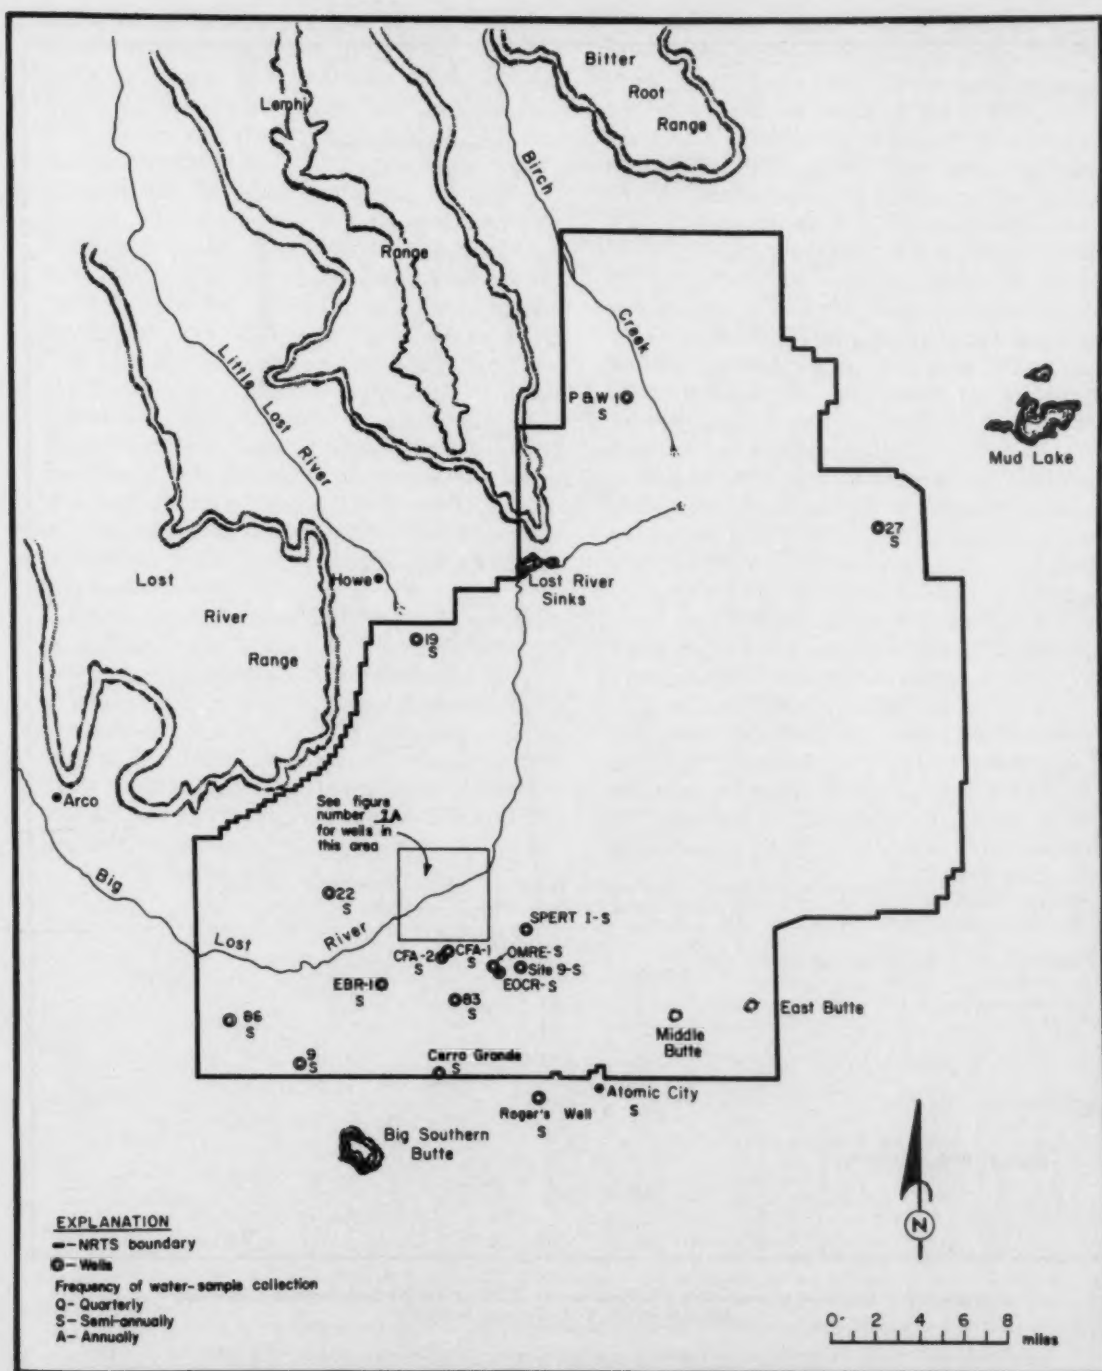 Bitter
Root
Range
Lemhi
Range
Birch
Creek
Little Lost River
P&W 1
S
Mud Lake
27
S
Lost
River
Range
Howe
Lost River
Sinks
19
S
Arco
See figure
number 1A
for wells in
this area
Big
Lost
River
22
S
SPERT I-S
CFA-2
S
CFA-1
S
OMRE-S
Site 9-S
EOCR-S
EBR-1
S
83
S
86
S
East Butte
Middle
Butte
9
S
Cerro Grande
S
Atomic City
S
Roger's Well
S
Big Southern
Butte
N
EXPLANATION
—NRTS boundary
—Wells
Frequency of water-sample collection
Q- Quarterly
S- Semi-annually
A- Annually
0 2 4 6 8
miles